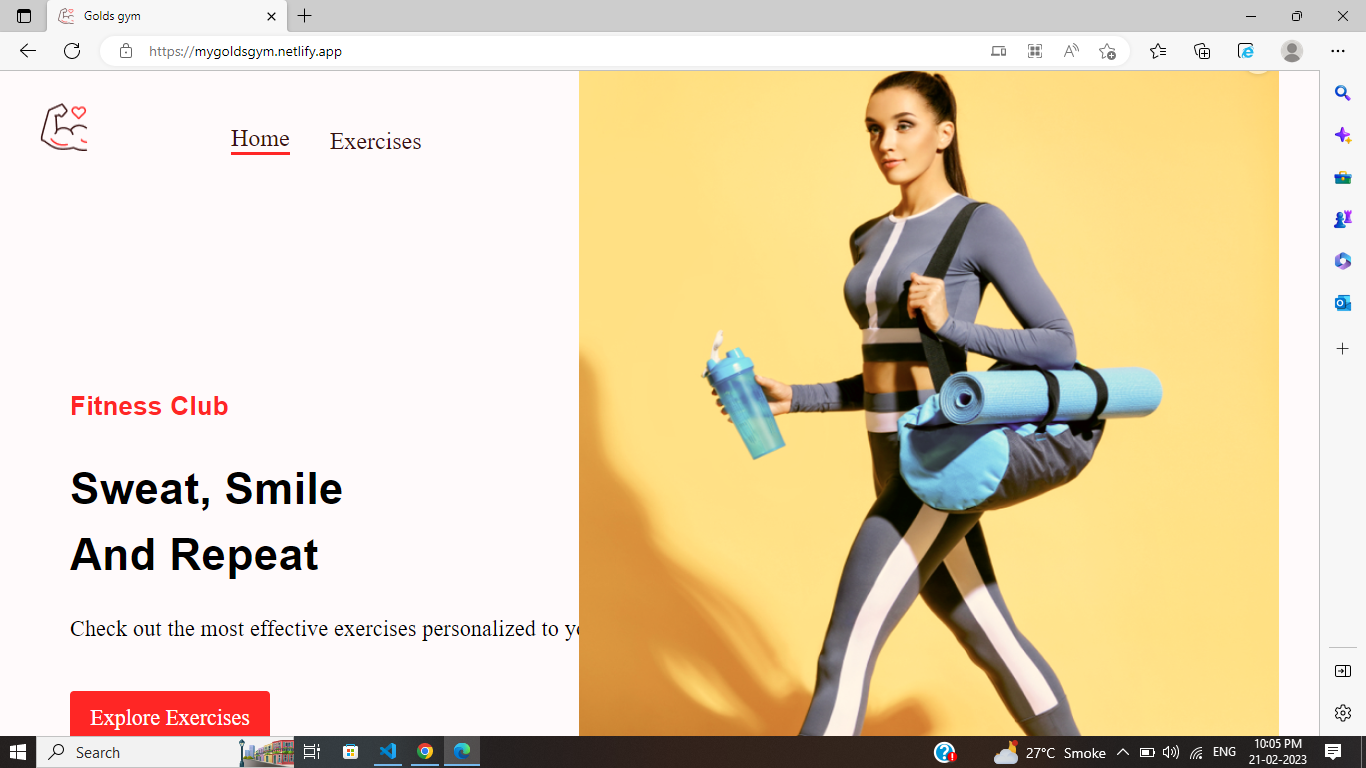 Golds gym
https://mygoldsgym.netlify.app
Home
Exercises
Fitness Club
Sweat, Smile
And Repeat
Check out the most effective exercises personalized to
Explore Exercises
Search
27°C Smoke
ENG
10:05 PM
21-02-2023